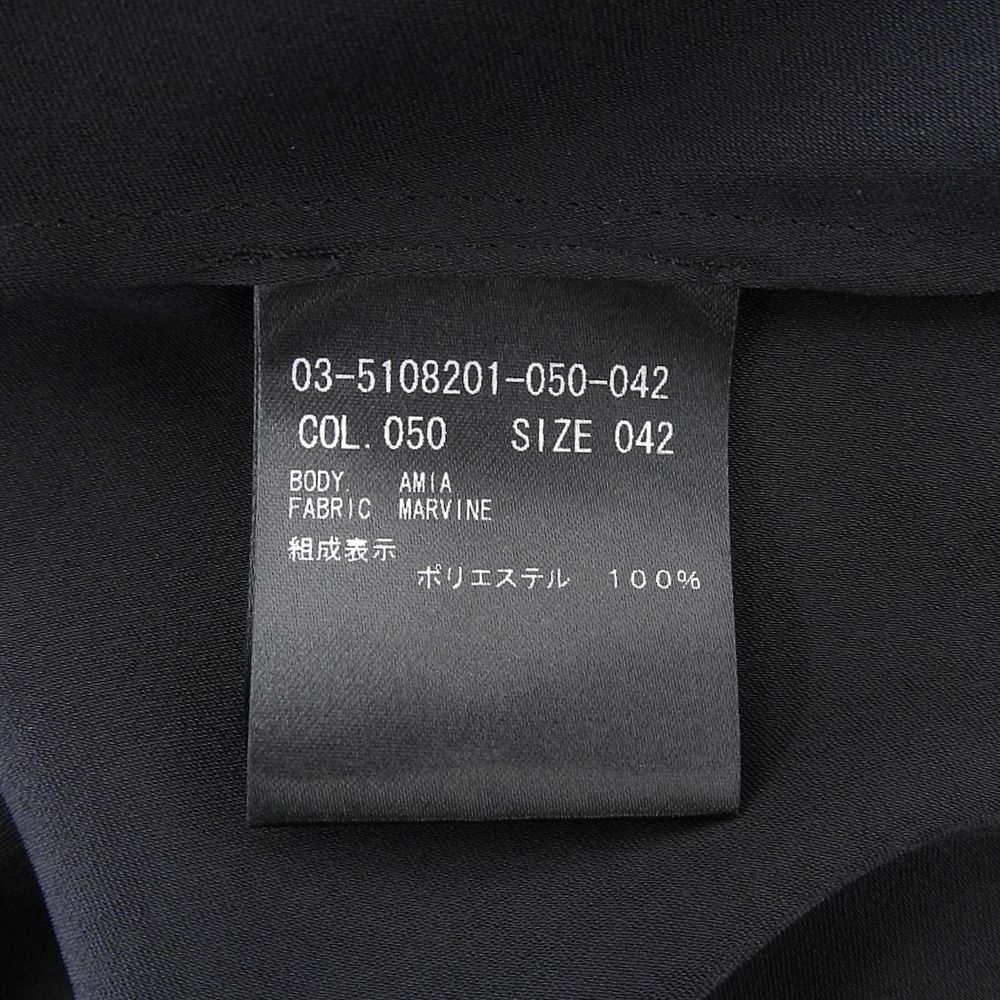 03-5108201-050-042
COL.050 SIZE 042
BODY. AMIA
FABRIC MARVINE
組成表示
ポリエステル 100%